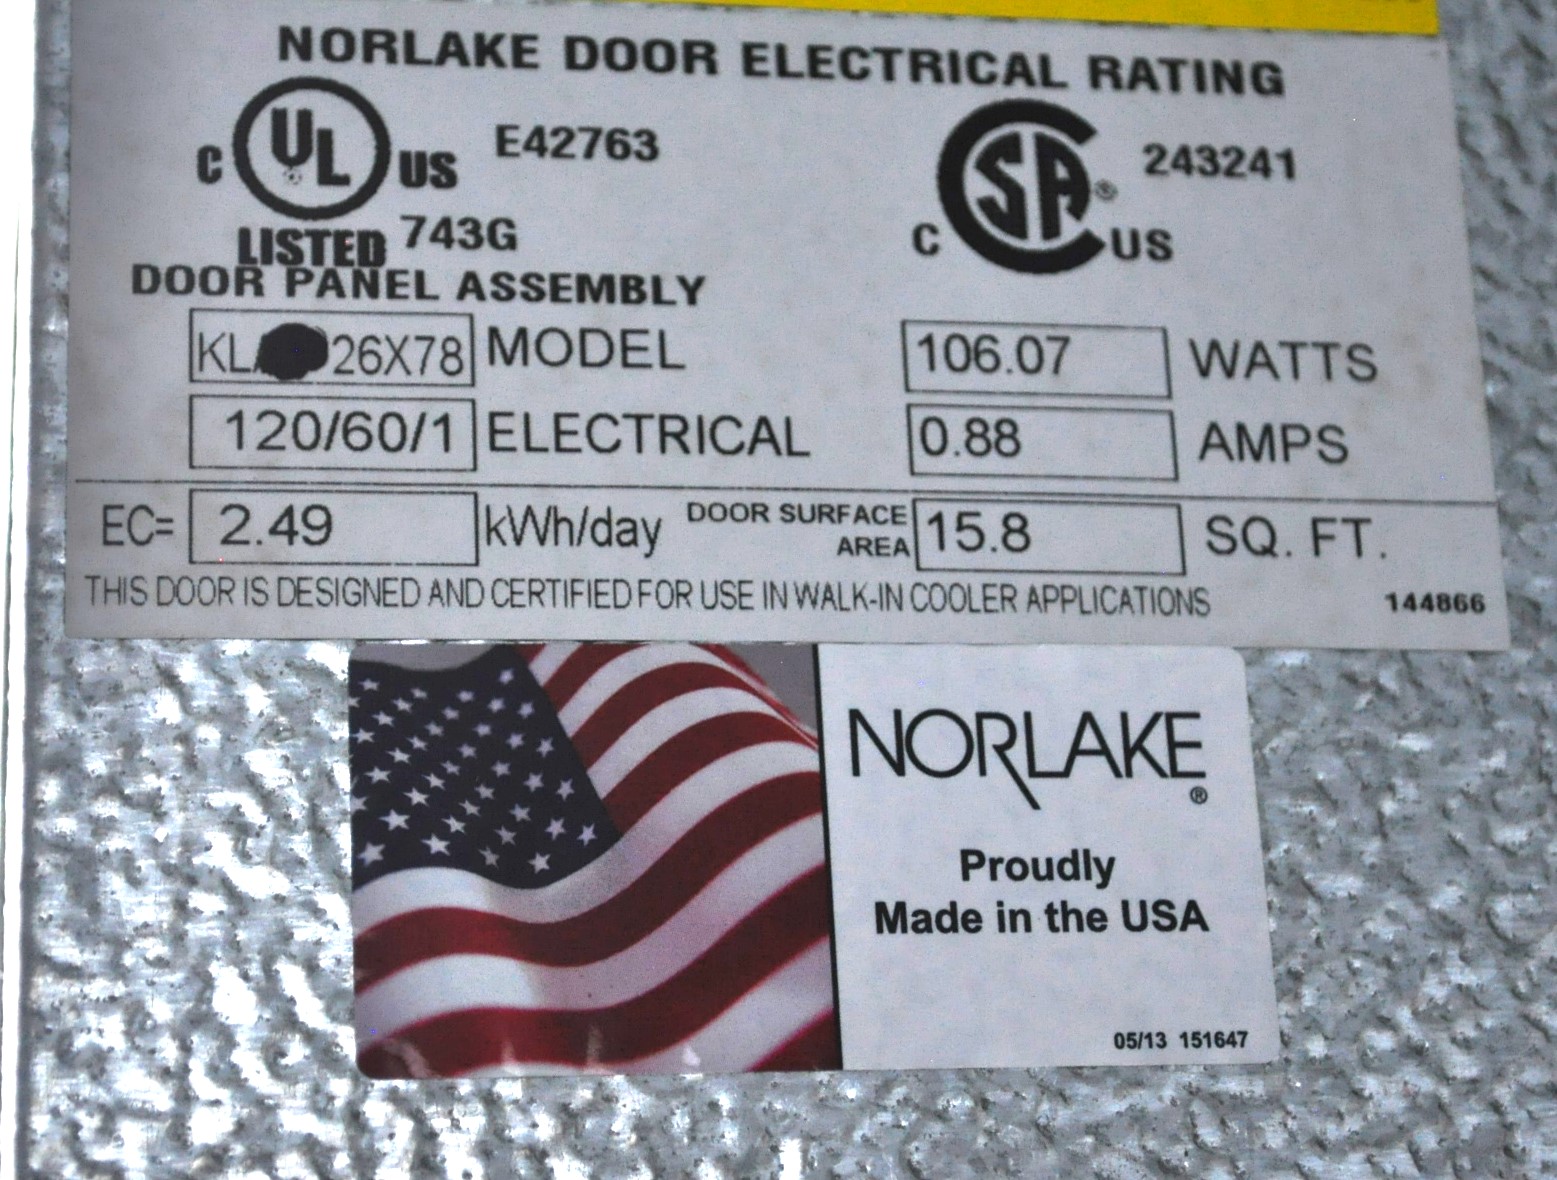 NORLAKE DOOR ELECTRICAL RATING
C UL US E42763
LISTED 743G
C SA® US 243241
DOOR PANEL ASSEMBLY
KL 26X78 MODEL 106.07 WATTS
120/60/1 ELECTRICAL 0.88 AMPS
EC= 2.49 kWh/day DOOR SURFACE AREA 15.8 SQ. FT.
THIS DOOR IS DESIGNED AND CERTIFIED FOR USE IN WALK-IN COOLER APPLICATIONS 144866
NORLAKE®
Proudly
Made in the USA
05/13 151647